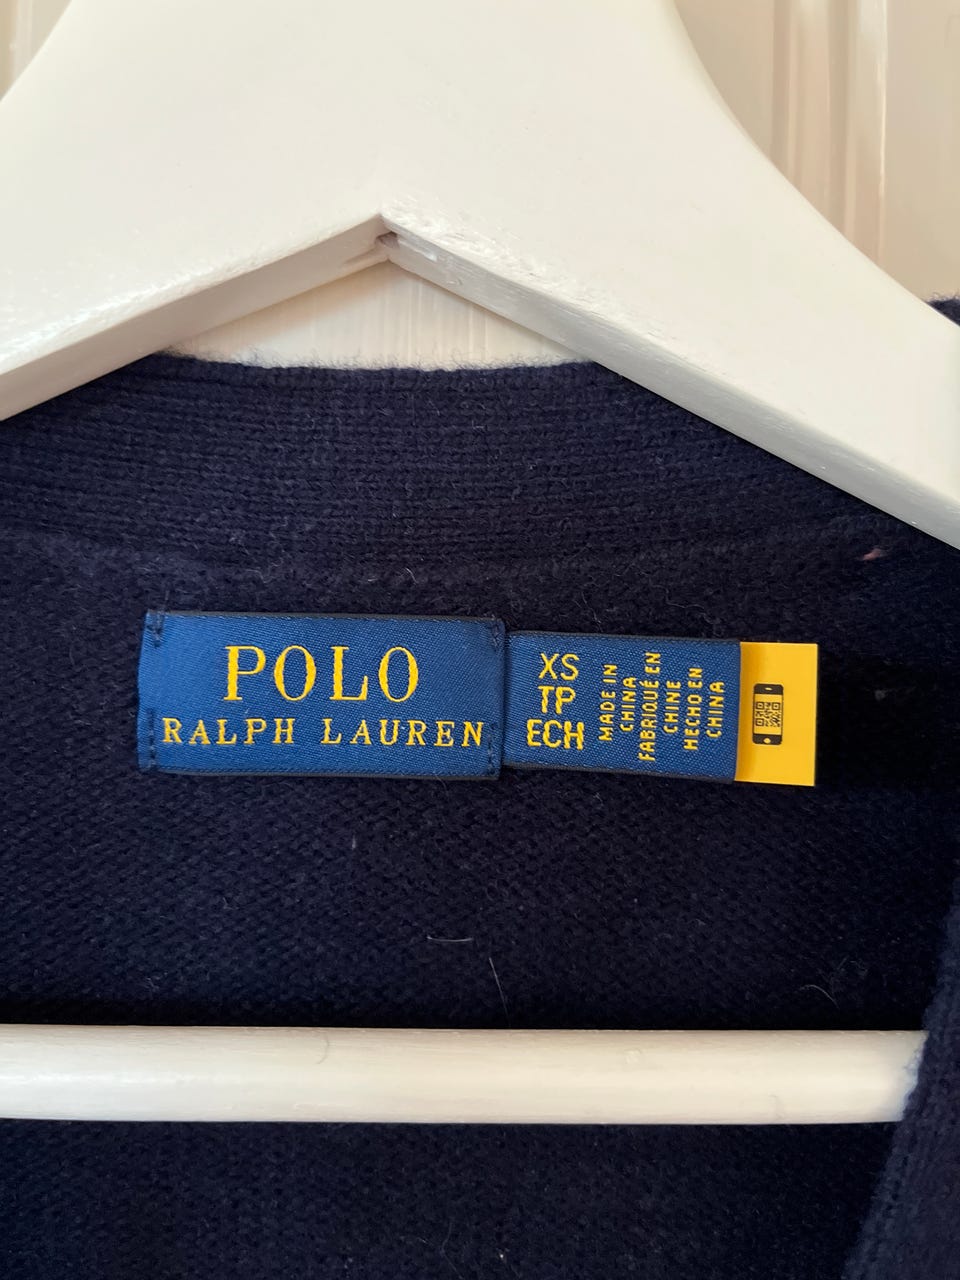 POLO
RALPH LAUREN
XS
TP
ECH
MADE IN
CHINA
FABRIQUÉ EN
CHINE
HECHO EN
CHINA